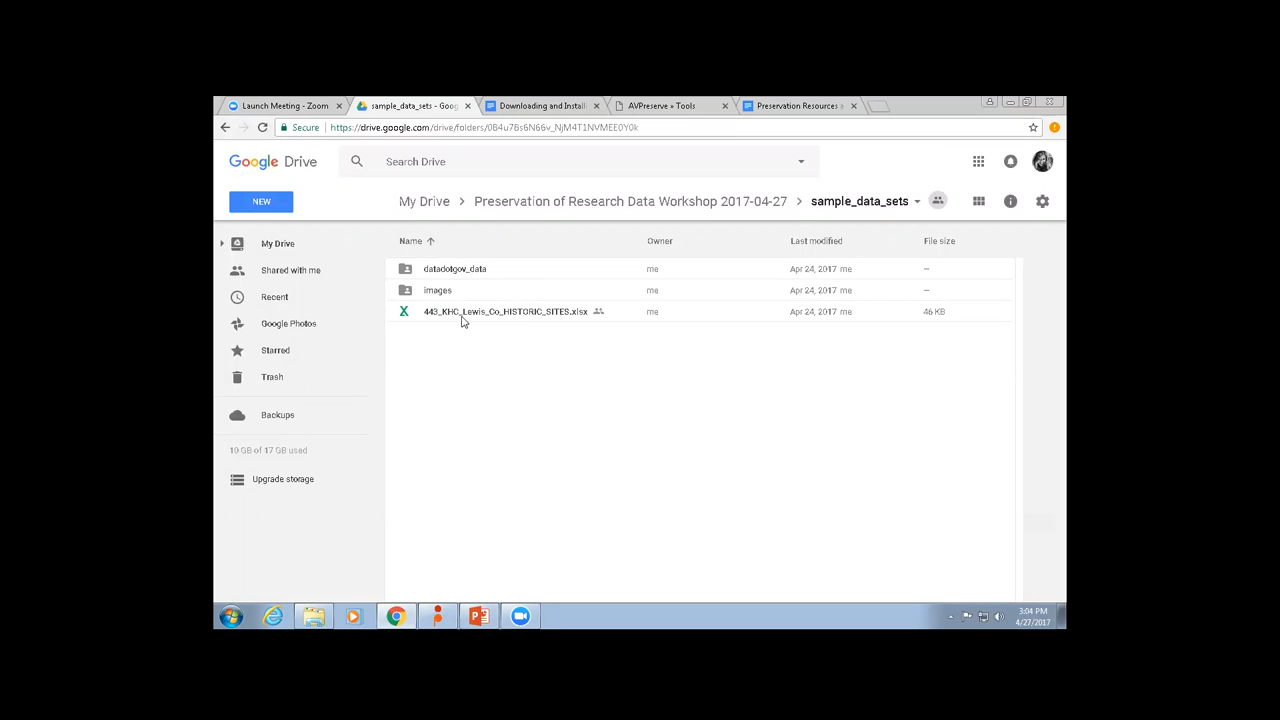 Launch Meeting - Zoom
sample_data_sets - Goog
Downloading and Installi
AVPreserve » Tools
Preservation Resources a
Secure
https://drive.google.com/drive/folders/0B4u7Bs6N66v_NjM4T1NVMEE0Y0k
Google Drive
Search Drive
NEW
My Drive
Preservation of Research Data Workshop 2017-04-27
sample_data_sets
Name
Owner
Last modified
File size
My Drive
datadotgov_data
me
Apr 24, 2017 me
–
Shared with me
images
me
Apr 24, 2017 me
–
Recent
443_KHC_Lewis_Co_HISTORIC_SITES.xlsx
me
Apr 24, 2017 me
46 KB
Google Photos
Starred
Trash
Backups
10 GB of 17 GB used
Upgrade storage
3:04 PM
4/27/2017